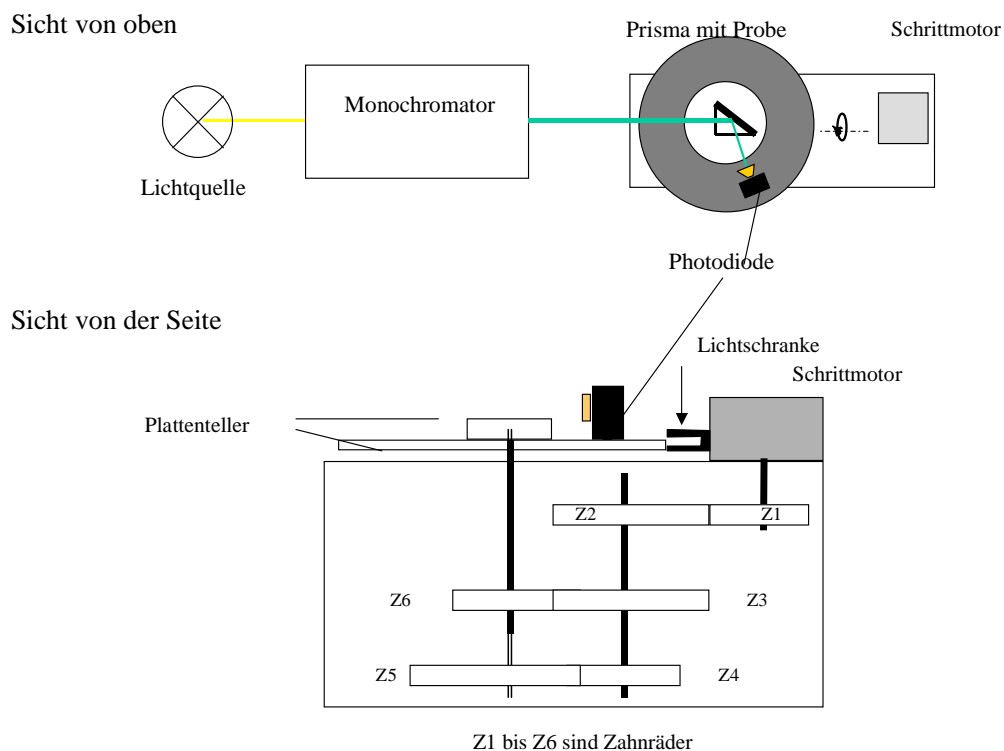 Sicht von oben
Prisma mit Probe
Schrittmotor
Monochromator
Lichtquelle
Photodiode
Sicht von der Seite
Lichtschranke
Schrittmotor
Plattenteller
Z2
Z1
Z6
Z3
Z5
Z4
Z1 bis Z6 sind Zahnräder